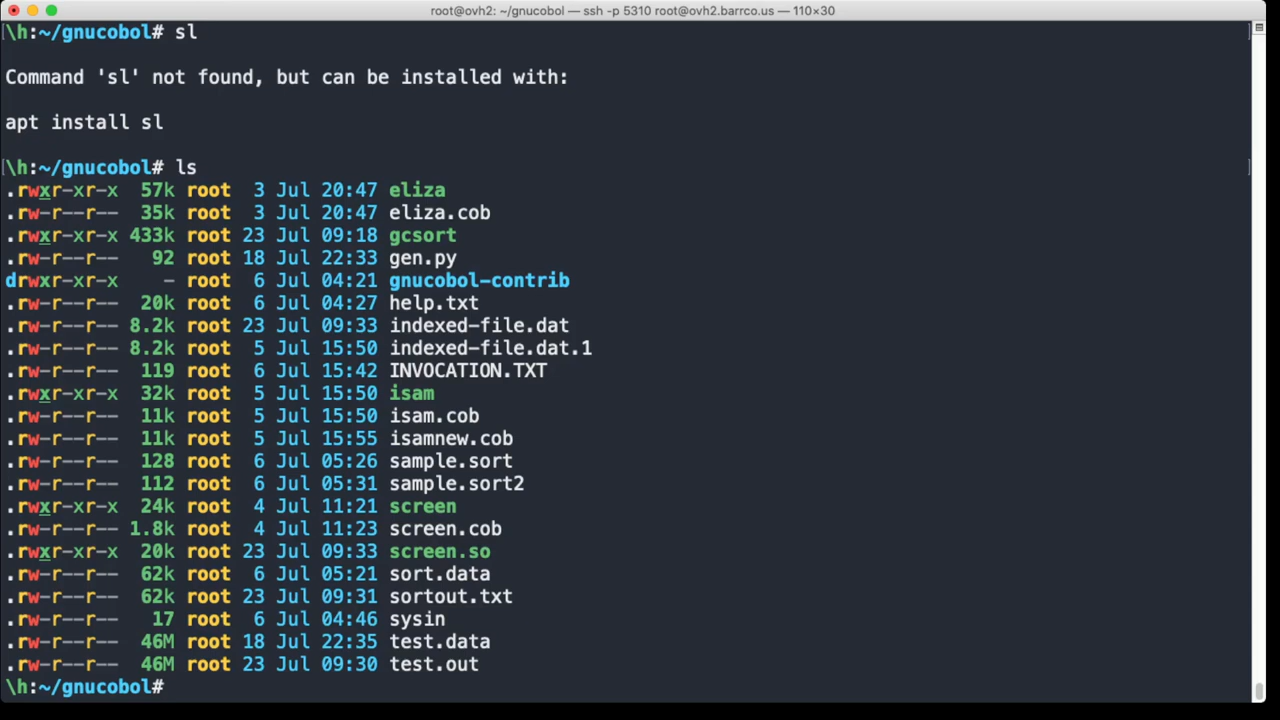 root@ovh2: ~/gnucobol — ssh -p 5310 root@ovh2.barrco.us — 110×30
\h:~/gnucobol# sl
Command 'sl' not found, but can be installed with:
apt install sl
\h:~/gnucobol# ls
.rwxr-xr-x 57k root 3 Jul 20:47 eliza
.rw-r--r-- 35k root 3 Jul 20:47 eliza.cob
.rwxr-xr-x 433k root 23 Jul 09:18 gcsort
.rw-r--r-- 92 root 18 Jul 22:33 gen.py
drwxr-xr-x - root 6 Jul 04:21 gnucobol-contrib
.rw-r--r-- 20k root 6 Jul 04:27 help.txt
.rw-r--r-- 8.2k root 23 Jul 09:33 indexed-file.dat
.rw-r--r-- 8.2k root 5 Jul 15:50 indexed-file.dat.1
.rw-r--r-- 119 root 6 Jul 15:42 INVOCATION.TXT
.rwxr-xr-x 32k root 5 Jul 15:50 isam
.rw-r--r-- 11k root 5 Jul 15:50 isam.cob
.rw-r--r-- 11k root 5 Jul 15:55 isamnew.cob
.rw-r--r-- 128 root 6 Jul 05:26 sample.sort
.rw-r--r-- 112 root 6 Jul 05:31 sample.sort2
.rwxr-xr-x 24k root 4 Jul 11:21 screen
.rw-r--r-- 1.8k root 4 Jul 11:23 screen.cob
.rwxr-xr-x 20k root 23 Jul 09:33 screen.so
.rw-r--r-- 62k root 6 Jul 05:21 sort.data
.rw-r--r-- 62k root 23 Jul 09:31 sortout.txt
.rw-r--r-- 17 root 6 Jul 04:46 sysin
.rw-r--r-- 46M root 18 Jul 22:35 test.data
.rw-r--r-- 46M root 23 Jul 09:30 test.out
\h:~/gnucobol#